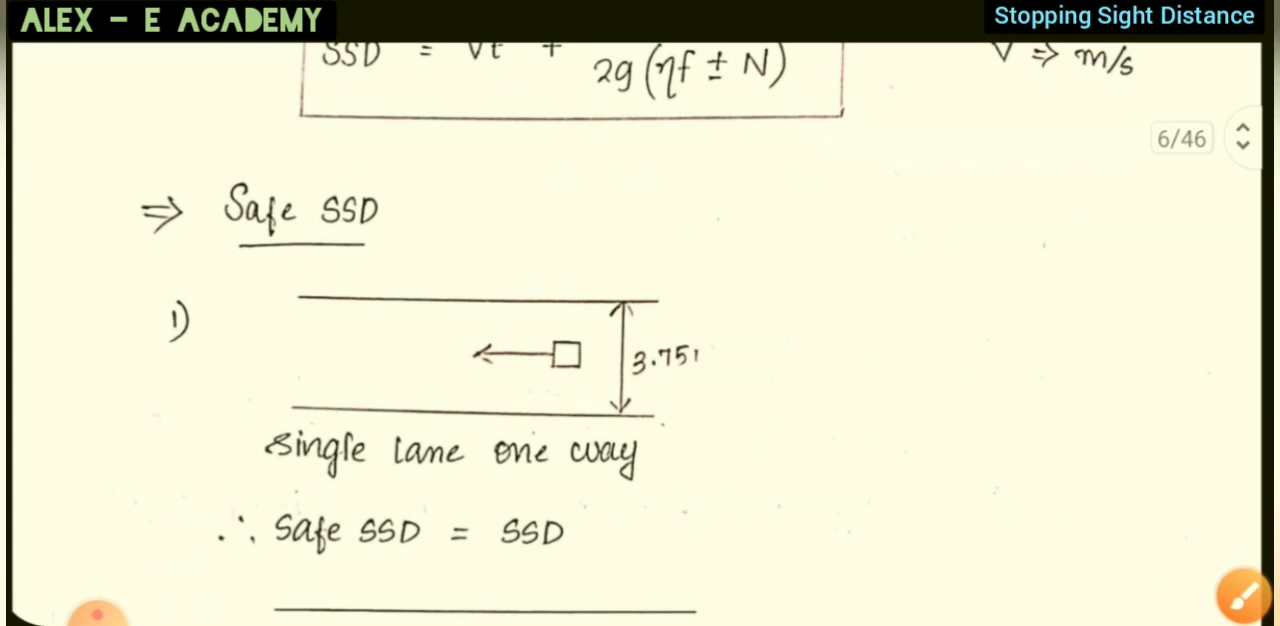 ALEX - E ACADEMY
Stopping Sight Distance
SSD = Vt +
2g (ηf ± N)
V ⇒ m/s
6/46
⇒ Safe SSD
1)
3.75
Single lane one way
∴ Safe SSD = SSD